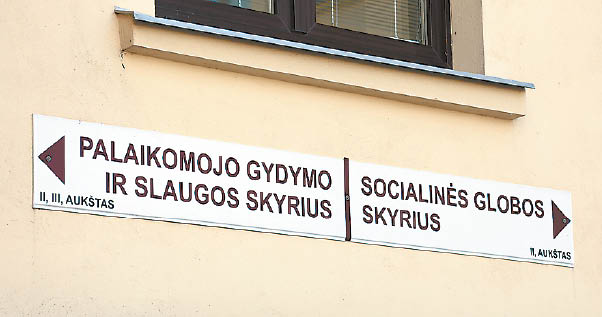 PALAIKOMOJO GYDYMO
IR SLAUGOS SKYRIUS
II, III, AUKŠTAS
SOCIALINĖS GLOBOS
SKYRIUS
II, AUKŠTAS